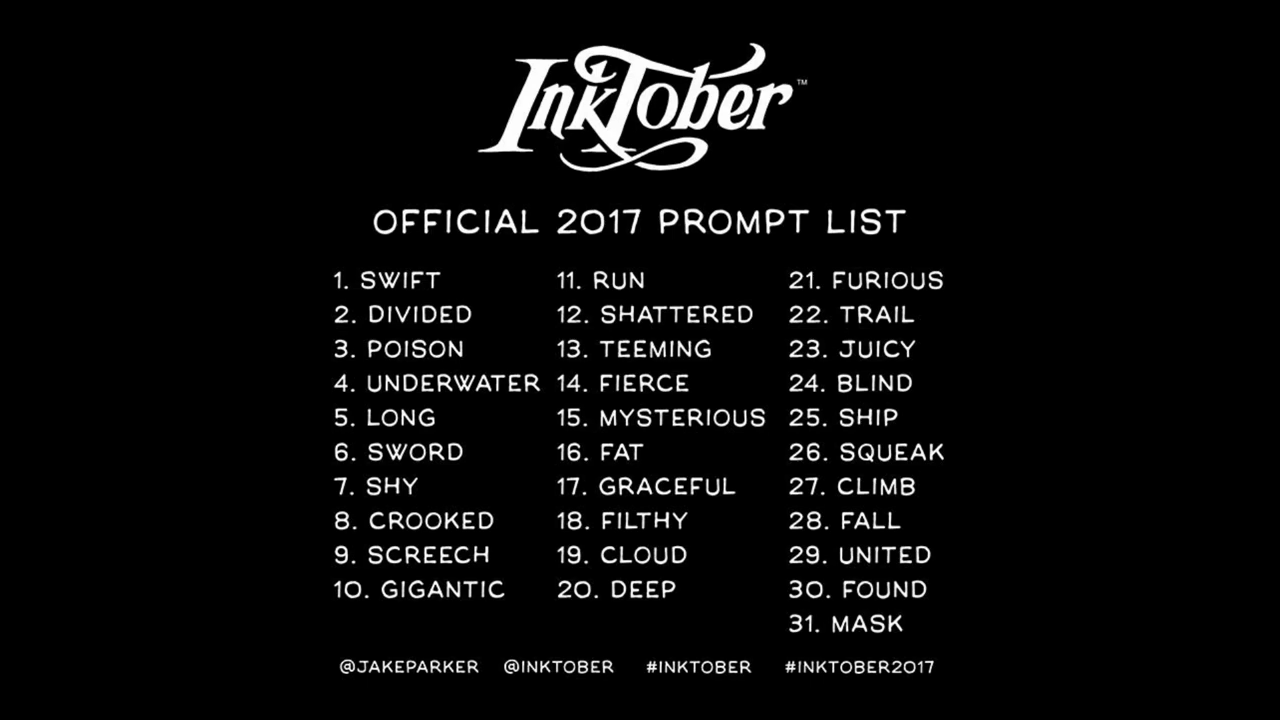 InkTober™
OFFICIAL 2017 PROMPT LIST
1. SWIFT
2. DIVIDED
3. POISON
4. UNDERWATER
5. LONG
6. SWORD
7. SHY
8. CROOKED
9. SCREECH
10. GIGANTIC
11. RUN
12. SHATTERED
13. TEEMING
14. FIERCE
15. MYSTERIOUS
16. FAT
17. GRACEFUL
18. FILTHY
19. CLOUD
20. DEEP
21. FURIOUS
22. TRAIL
23. JUICY
24. BLIND
25. SHIP
26. SQUEAK
27. CLIMB
28. FALL
29. UNITED
30. FOUND
31. MASK
@JAKEPARKER @INKTOBER #INKTOBER #INKTOBER2017